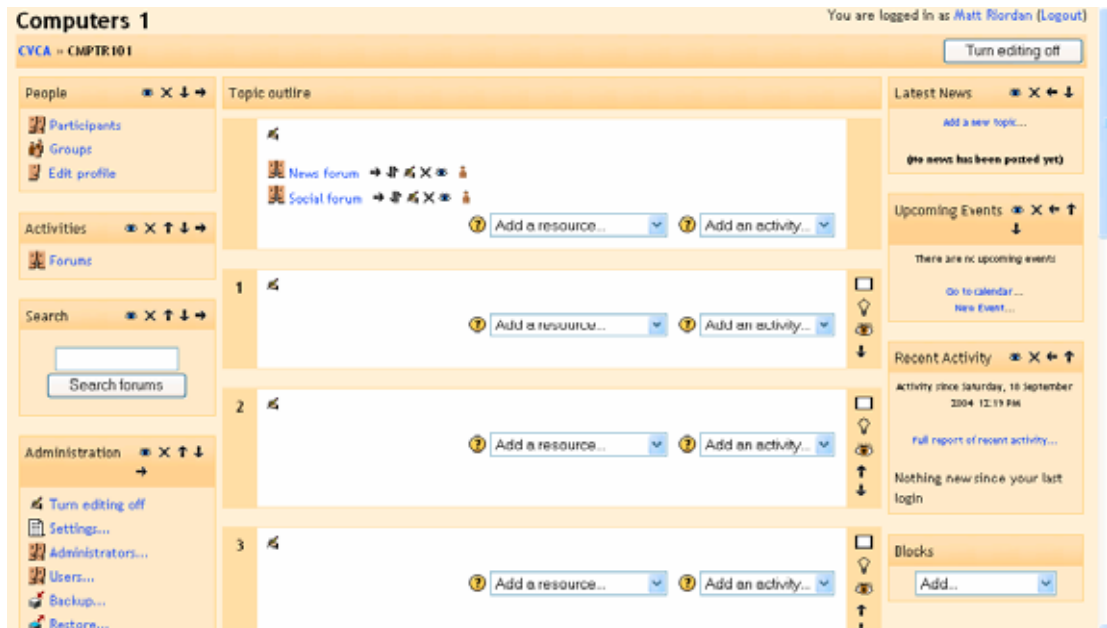 Computers 1
You are logged in as Matt Riordan (Logout)
CVCA » CMPTR101
Turn editing off
People
Participants
Groups
Edit profile
Activities
Forums
Search
Search forums
Administration
Turn editing off
Settings...
Administrators...
Users...
Backup...
Restore...
Topic outline
News forum
Social forum
Add a resource...
Add an activity...
1
Add a resource...
Add an activity...
2
Add a resource...
Add an activity...
3
Add a resource...
Add an activity...
Latest News
Add a new topic...
(No news has been posted yet)
Upcoming Events
There are no upcoming events
Go to calendar...
New Event...
Recent Activity
Activity since Saturday, 18 September
2004 12:19 PM
Full report of recent activity...
Nothing new since your last
login
Blocks
Add...